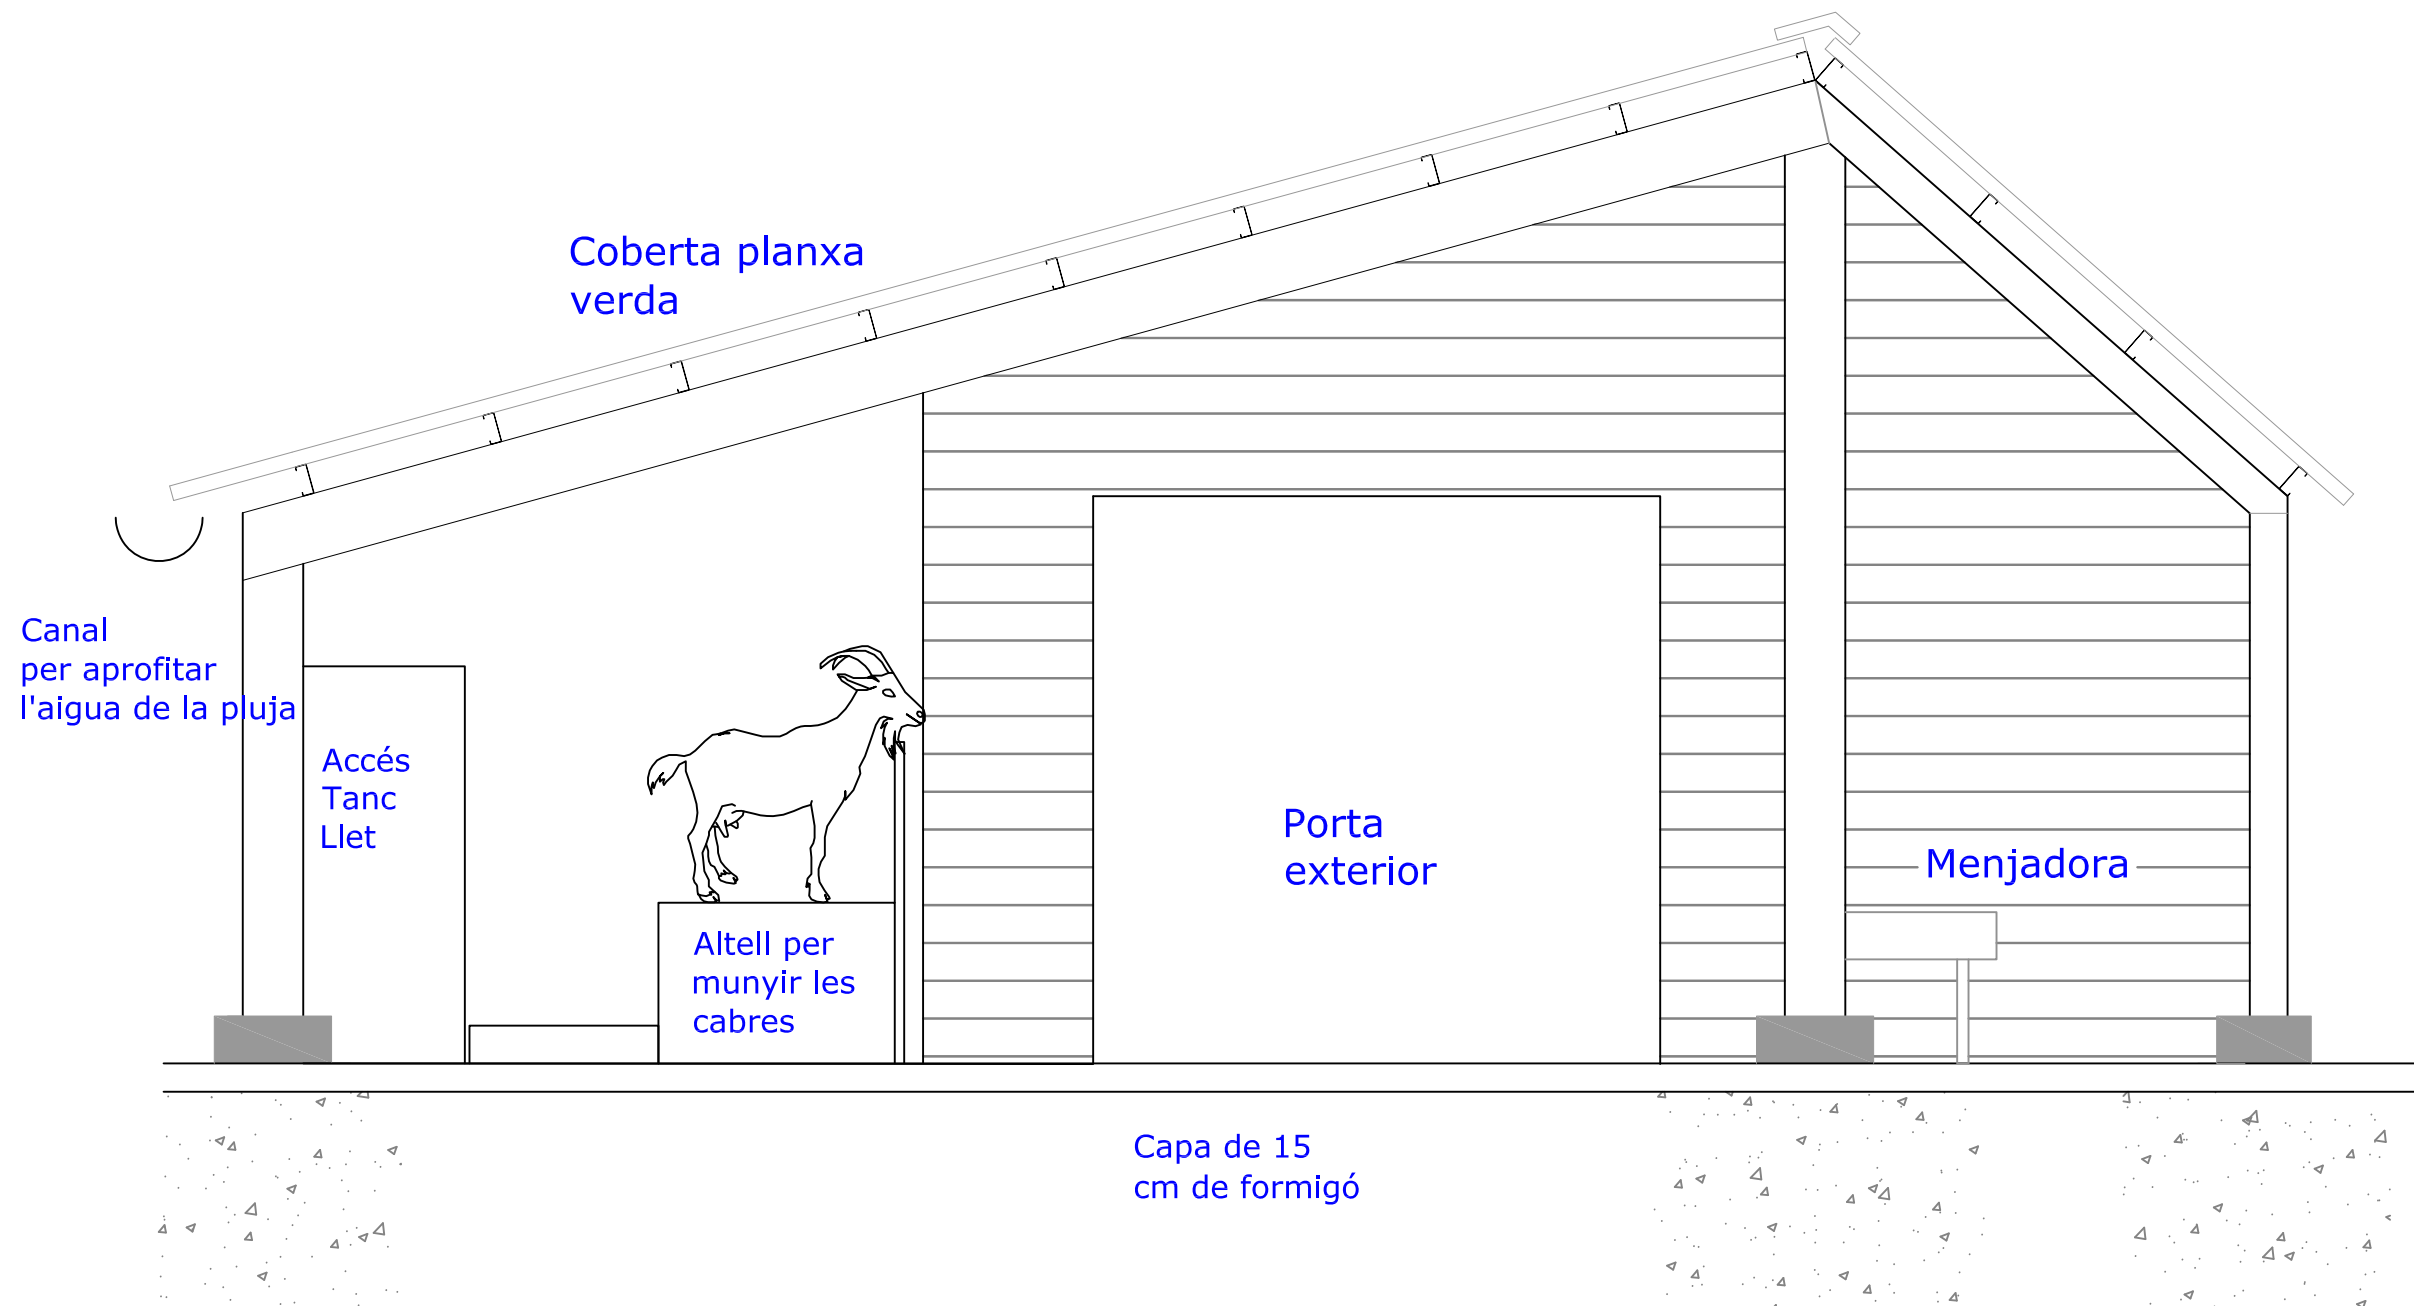 Coberta planxa
verda
Canal
per aprofitar
l'aigua de la pluja
Accés
Tanc
Llet
Altell per
munyir les
cabres
Porta
exterior
Menjadora
Capa de 15
cm de formigó